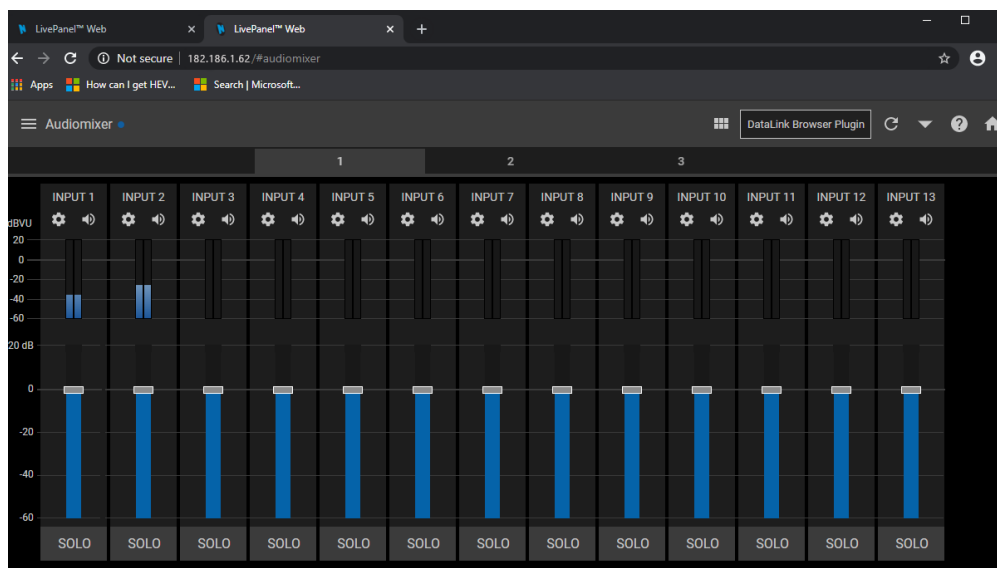 LivePanel™ Web
LivePanel™ Web
Not secure | 182.186.1.62/#audiomixer
Apps How can I get HEV... Search | Microsoft...
Audiomixer DataLink Browser Plugin
1 2 3
INPUT 1 INPUT 2 INPUT 3 INPUT 4 INPUT 5 INPUT 6 INPUT 7 INPUT 8 INPUT 9 INPUT 10 INPUT 11 INPUT 12 INPUT 13
dBVU
20
0
-20
-40
-60
20 dB
0
-20
-40
-60
SOLO SOLO SOLO SOLO SOLO SOLO SOLO SOLO SOLO SOLO SOLO SOLO SOLO